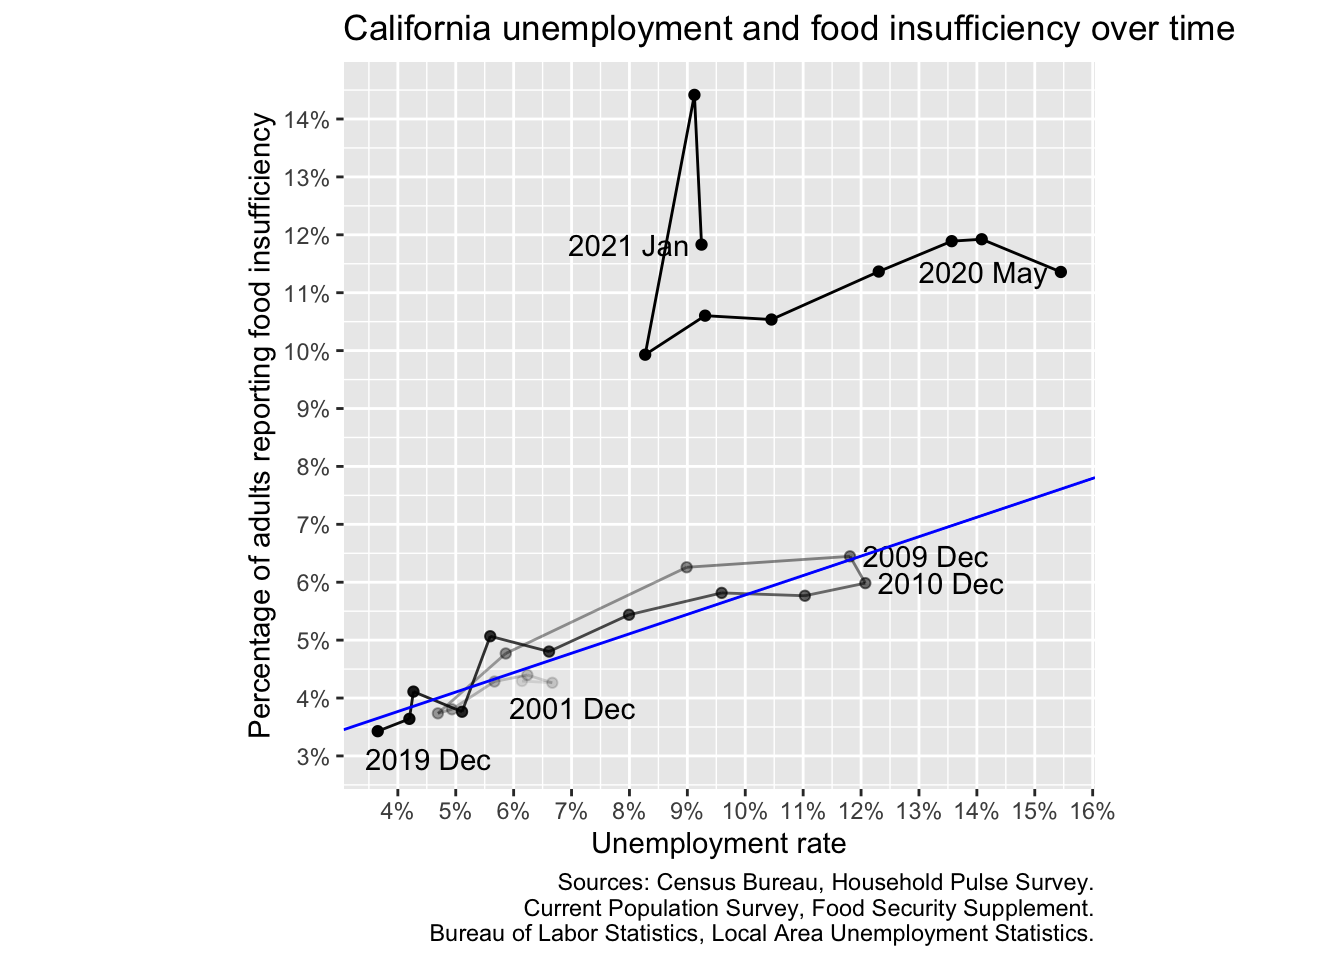 California unemployment and food insufficiency over time
Percentage of adults reporting food insufficiency
14%
13%
12%
11%
10%
9%
8%
7%
6%
5%
4%
3%
2021 Jan
2020 May
2009 Dec
2010 Dec
2001 Dec
2019 Dec
4% 5% 6% 7% 8% 9% 10% 11% 12% 13% 14% 15% 16%
Unemployment rate
Sources: Census Bureau, Household Pulse Survey.
Current Population Survey, Food Security Supplement.
Bureau of Labor Statistics, Local Area Unemployment Statistics.